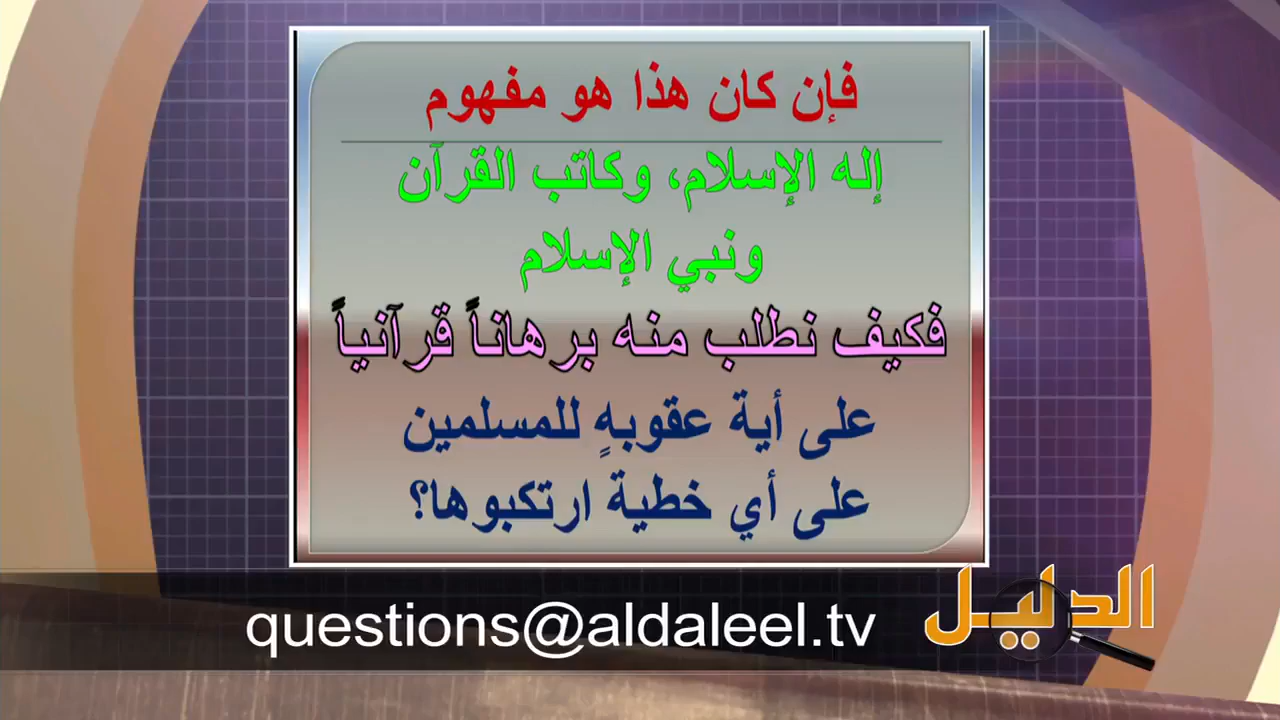 فإن كان هذا هو مفهوم
إله الإسلام، وكاتب القرآن
ونبي الإسلام
فكيف نطلب منه برهاناً قرآنياً
على أية عقوبهٍ للمسلمين
على أي خطية ارتكبوها؟
questions@aldaleel.tv
الدليل